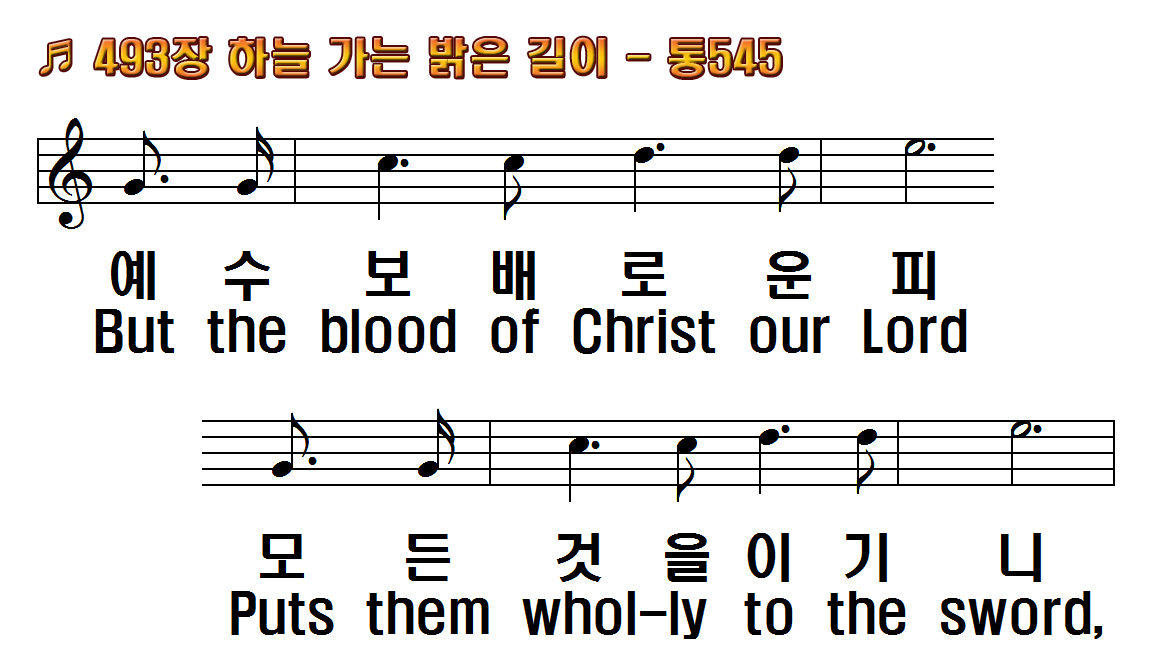 ♬ 493장 하늘 가는 밝은 길이 - 통545
예 수 보 배 로 운 피
But the blood of Christ our Lord
모 든 것 을 이 기 니
Puts them whol-ly to the sword,